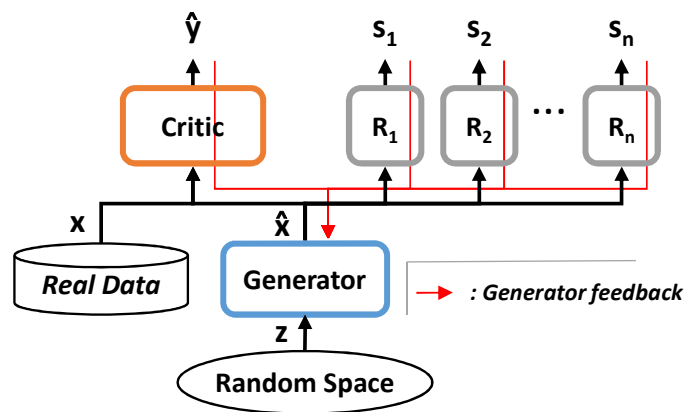 ŷ
s₁
s₂
sₙ
Critic
R₁
R₂
...
Rₙ
x
x̂
Real Data
Generator
: Generator feedback
z
Random Space